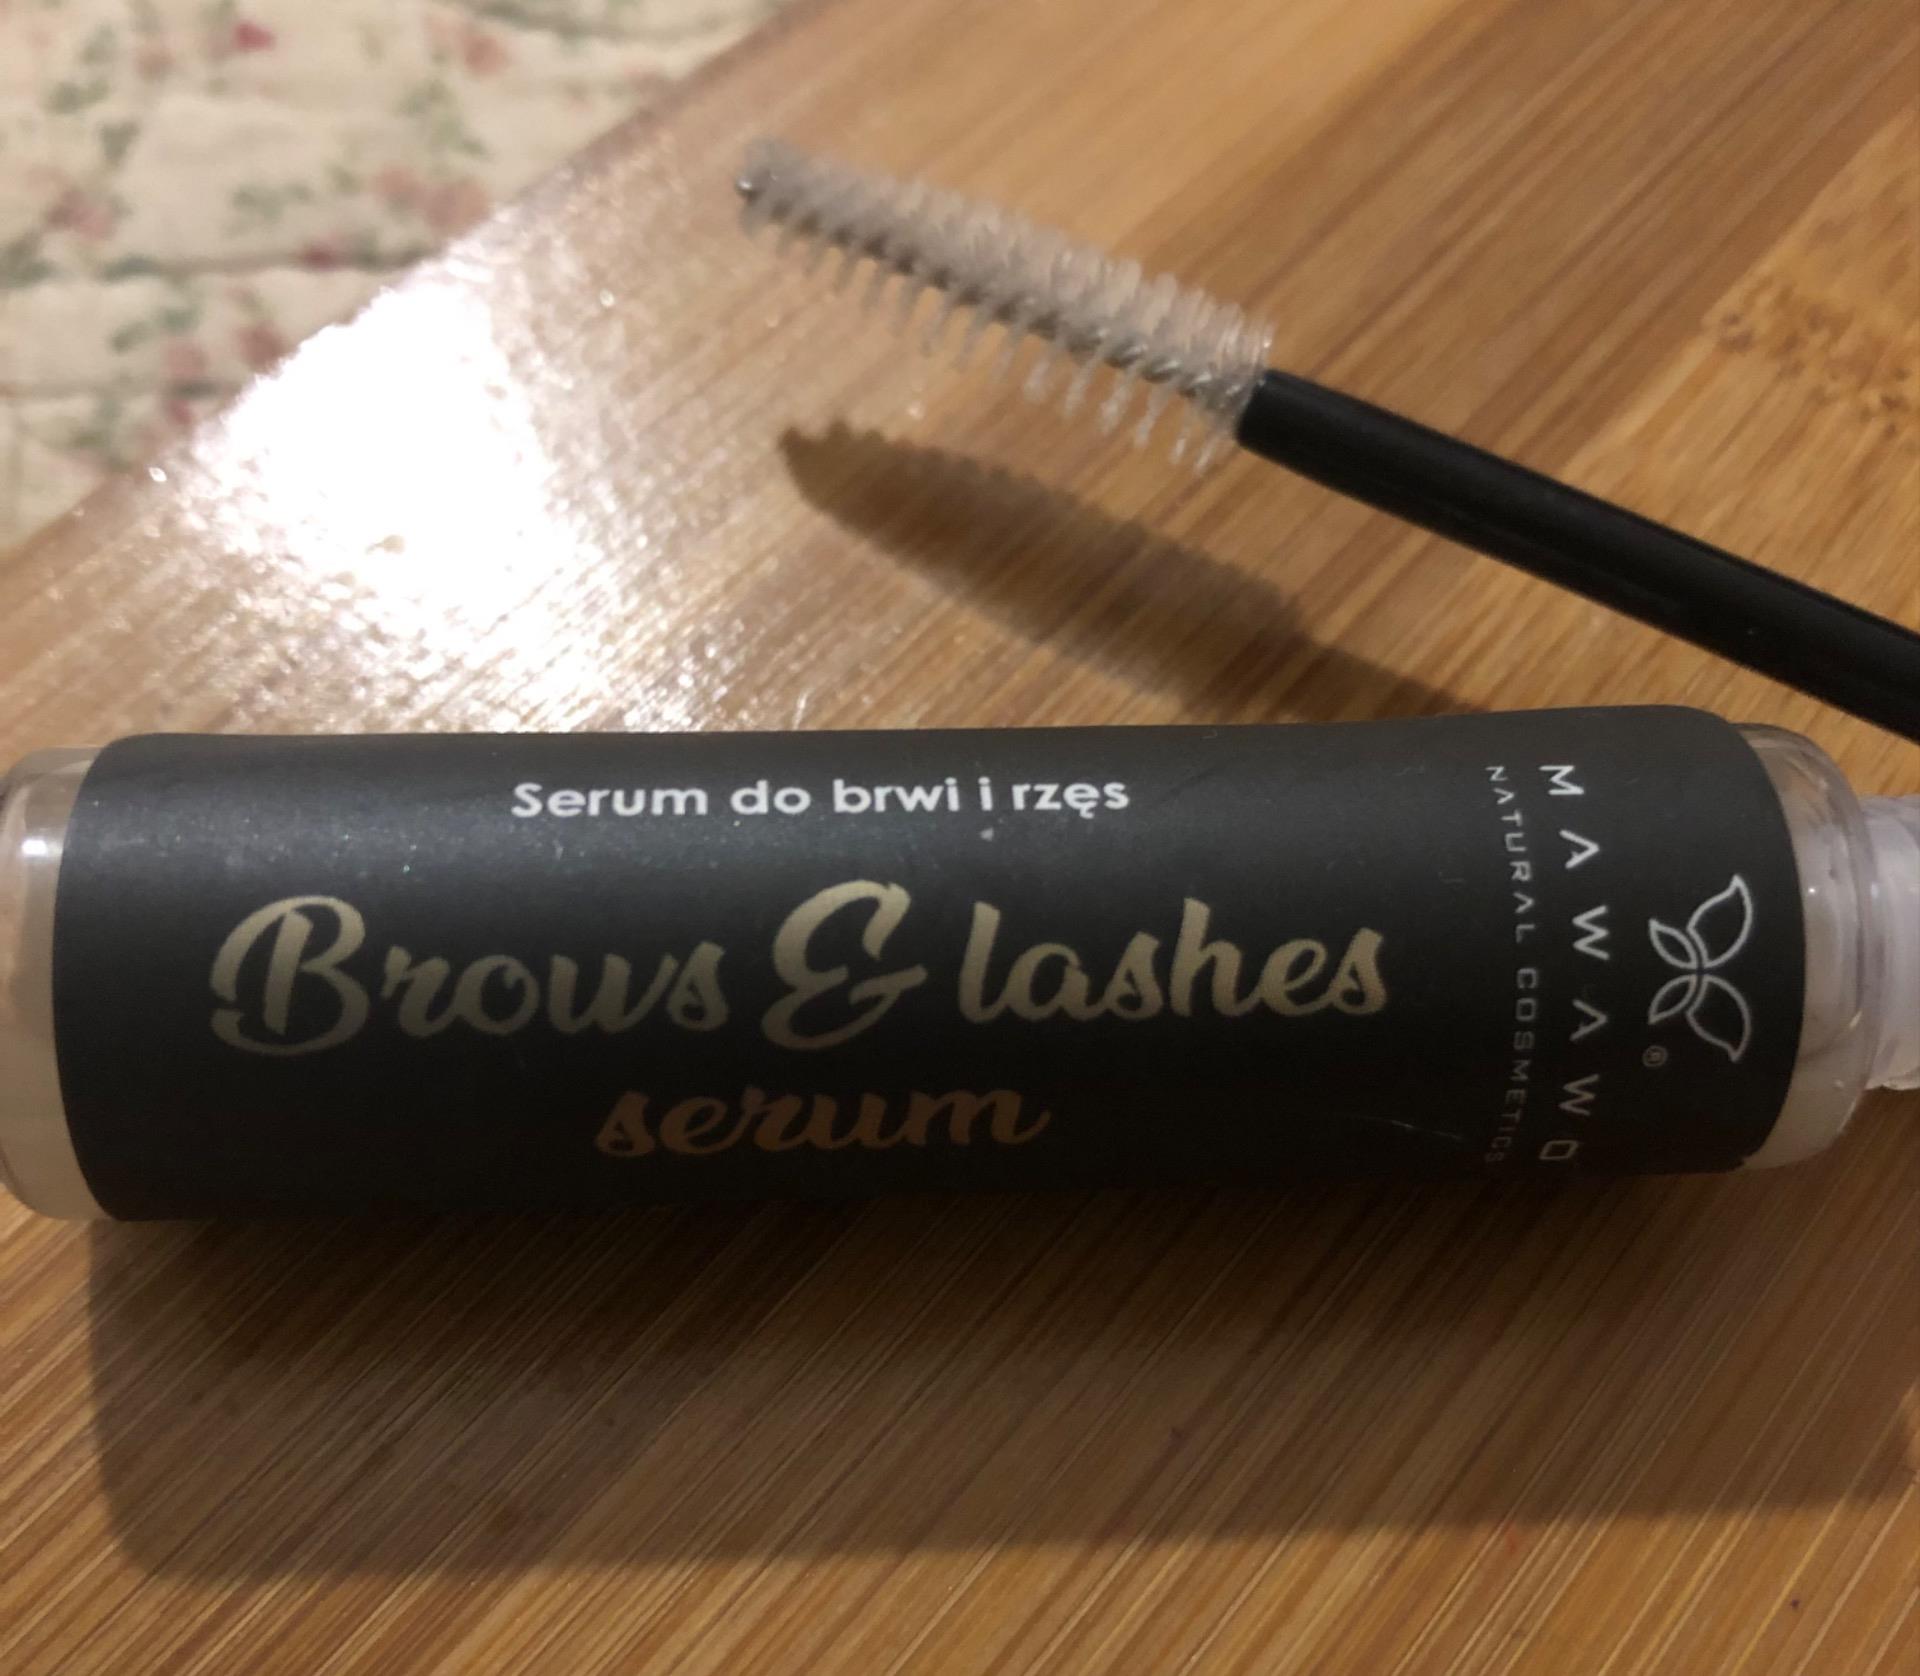 Serum do brwi i rzęs
Brows & lashes
serum
MAWAWO
NATURAL COSMETICS
®